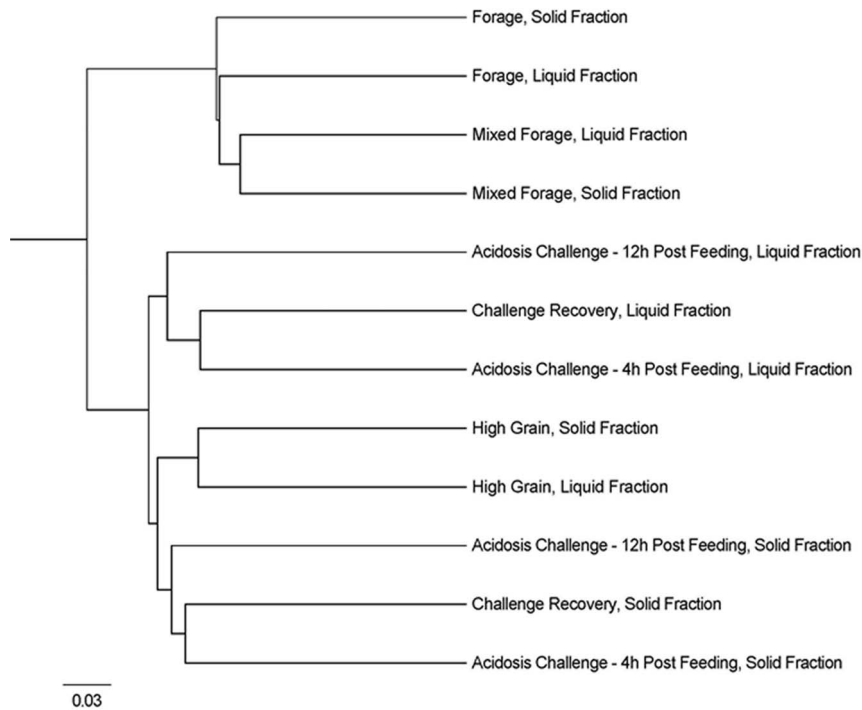 Forage, Solid Fraction
Forage, Liquid Fraction
Mixed Forage, Liquid Fraction
Mixed Forage, Solid Fraction
Acidosis Challenge - 12h Post Feeding, Liquid Fraction
Challenge Recovery, Liquid Fraction
Acidosis Challenge - 4h Post Feeding, Liquid Fraction
High Grain, Solid Fraction
High Grain, Liquid Fraction
Acidosis Challenge - 12h Post Feeding, Solid Fraction
Challenge Recovery, Solid Fraction
Acidosis Challenge - 4h Post Feeding, Solid Fraction
0.03